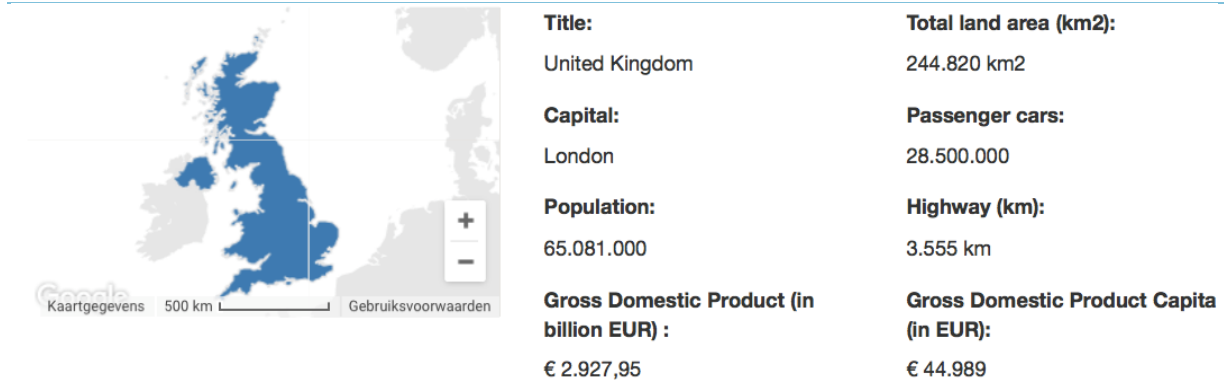 Title:
United Kingdom
Capital:
London
Population:
65.081.000
Gross Domestic Product (in
billion EUR) :
€ 2.927,95
Total land area (km2):
244.820 km2
Passenger cars:
28.500.000
Highway (km):
3.555 km
Gross Domestic Product Capita
(in EUR):
€ 44.989
+
−
Google
Kaartgegevens 500 km Gebruiksvoorwaarden